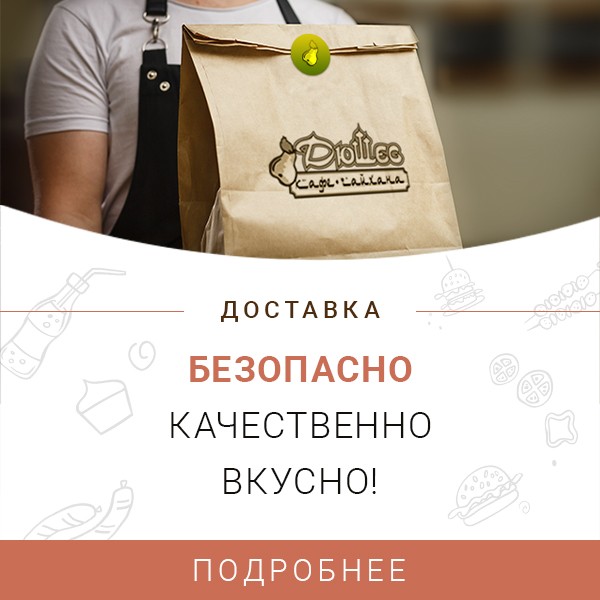 Дюшес
кафе•чайхана
ДОСТАВКА
БЕЗОПАСНО
КАЧЕСТВЕННО
ВКУСНО!
ПОДРОБНЕЕ